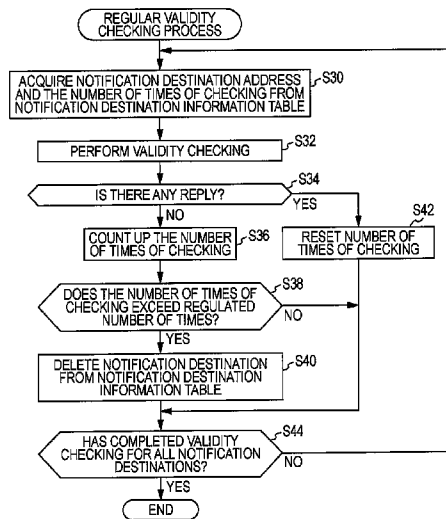 REGULAR VALIDITY
CHECKING PROCESS
ACQUIRE NOTIFICATION DESTINATION ADDRESS
AND THE NUMBER OF TIMES OF CHECKING FROM
NOTIFICATION DESTINATION INFORMATION TABLE
S30
PERFORM VALIDITY CHECKING
S32
IS THERE ANY REPLY?
S34
YES
NO
COUNT UP THE NUMBER
OF TIMES OF CHECKING
S36
RESET NUMBER OF
TIMES OF CHECKING
S42
DOES THE NUMBER OF TIMES OF
CHECKING EXCEED REGULATED
NUMBER OF TIMES?
S38
NO
YES
DELETE NOTIFICATION DESTINATION
FROM NOTIFICATION DESTINATION
INFORMATION TABLE
S40
HAS COMPLETED VALIDITY
CHECKING FOR ALL NOTIFICATION
DESTINATIONS?
S44
NO
YES
END